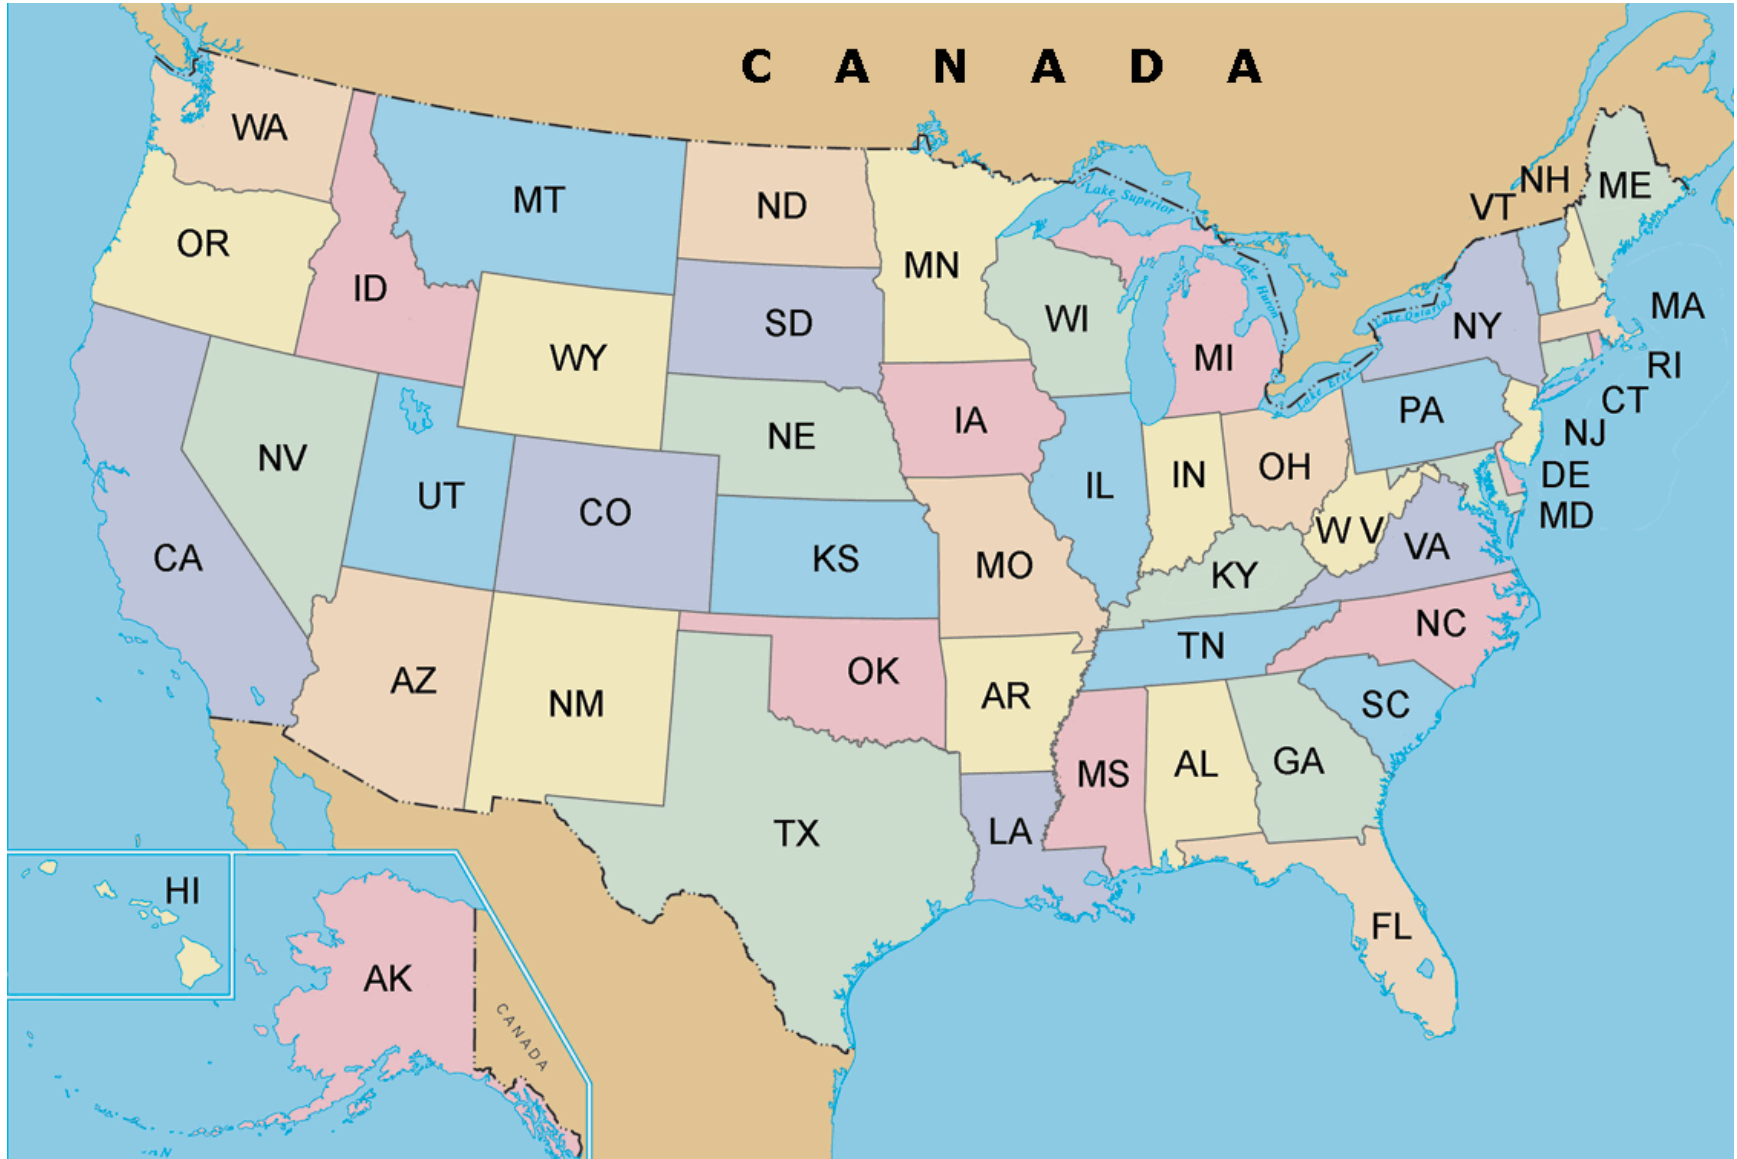 C A N A D A
WA
MT
ND
MN
OR
ID
SD
WY
WI
MI
Lake Superior
Lake Huron
Lake Ontario
Lake Erie
NH
VT
ME
MA
NY
RI
CT
PA
NJ
DE
MD
NV
UT
CO
NE
IA
IL
IN
OH
W V
VA
CA
KS
MO
KY
NC
TN
AZ
NM
OK
AR
SC
MS
AL
GA
TX
LA
FL
HI
AK
CANADA